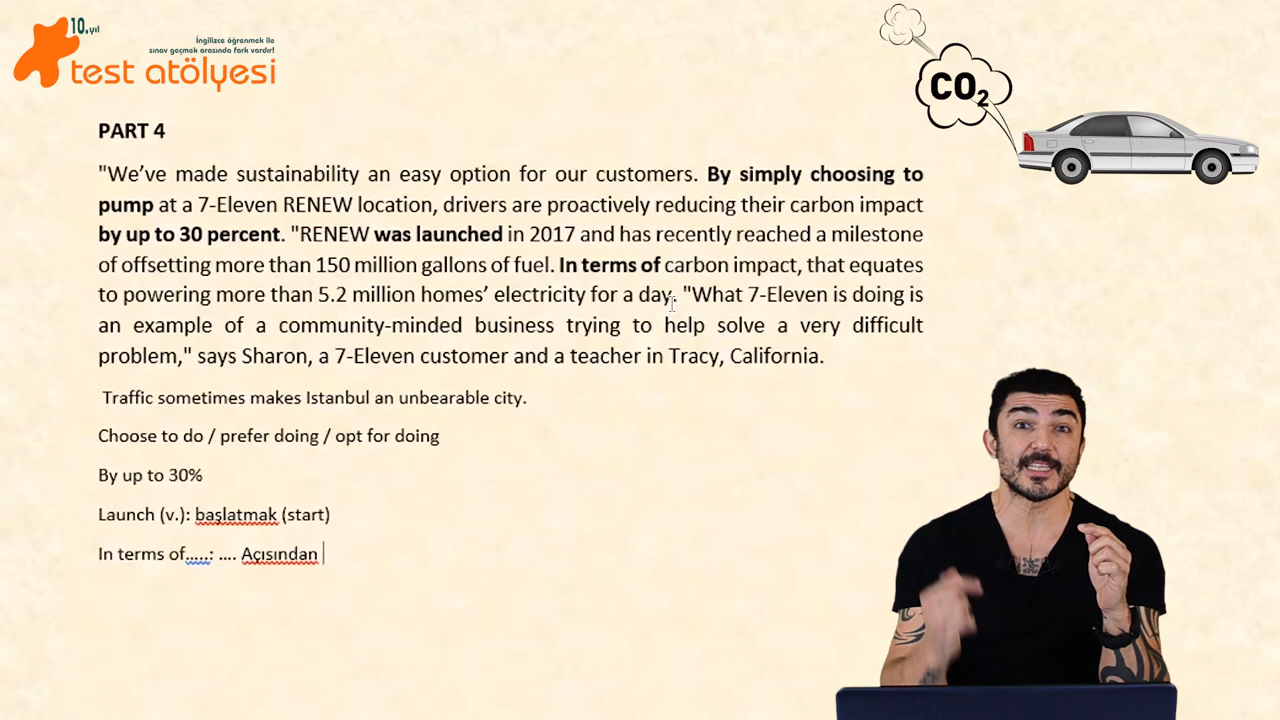 10.yıl
İngilizce öğrenmek ile
sınav geçmek arasında fark vardır!
test atölyesi
CO2
PART 4
"We've made sustainability an easy option for our customers. By simply choosing to
pump at a 7-Eleven RENEW location, drivers are proactively reducing their carbon impact
by up to 30 percent. "RENEW was launched in 2017 and has recently reached a milestone
of offsetting more than 150 million gallons of fuel. In terms of carbon impact, that equates
to powering more than 5.2 million homes' electricity for a day. "What 7-Eleven is doing is
an example of a community-minded business trying to help solve a very difficult
problem," says Sharon, a 7-Eleven customer and a teacher in Tracy, California.
Traffic sometimes makes Istanbul an unbearable city.
Choose to do / prefer doing / opt for doing
By up to 30%
Launch (v.): başlatmak (start)
In terms of.....: .... Açısından